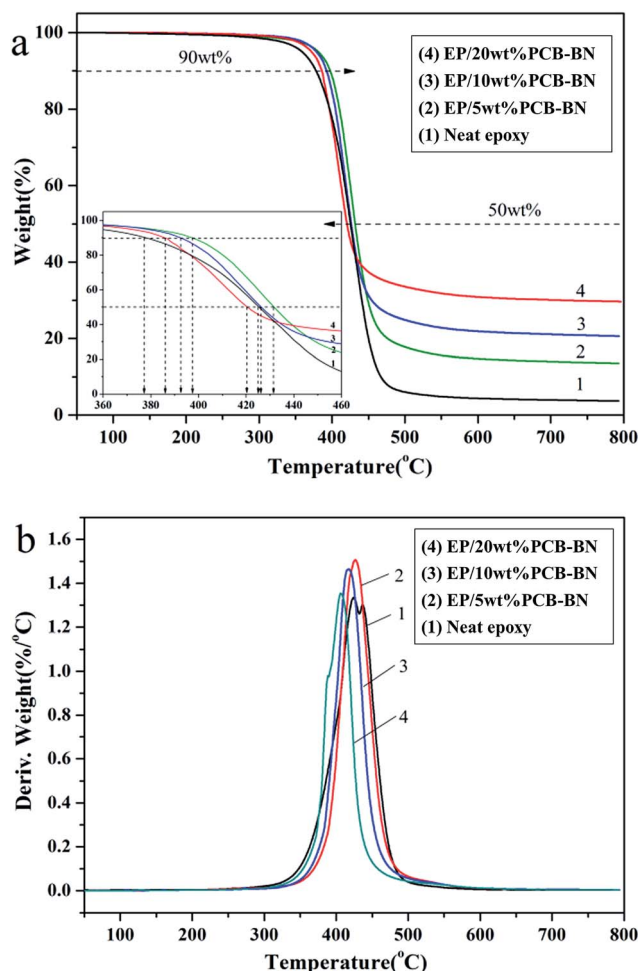 a
(4) EP/20wt%PCB-BN
(3) EP/10wt%PCB-BN
(2) EP/5wt%PCB-BN
(1) Neat epoxy
90wt%
50wt%
Weight(%)
100
80
60
40
20
0
100
80
60
40
20
0
360 380 400 420 440 460
4
3
2
1
4
3
2
1
100 200 300 400 500 600 700 800
Temperature(°C)
b
(4) EP/20wt%PCB-BN
(3) EP/10wt%PCB-BN
(2) EP/5wt%PCB-BN
(1) Neat epoxy
Deriv. Weight(%/°C)
1.6
1.4
1.2
1.0
0.8
0.6
0.4
0.2
0.0
2
1
3
4
100 200 300 400 500 600 700 800
Temperature(°C)